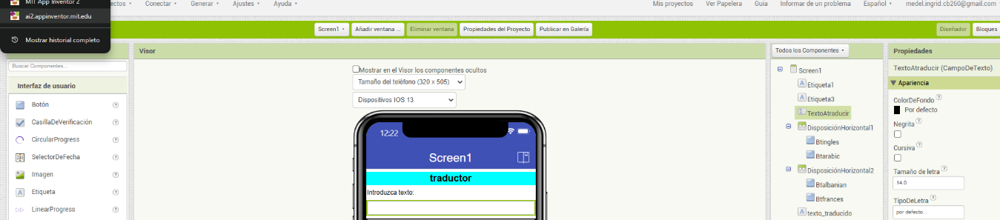 MIT App Inventor 2
ai2.appinventor.mit.edu
Mostrar historial completo
Conectar
Generar
Ajustes
Ayuda
Mis proyectos
Ver Papelera
Guia
Informar de un problema
Español
medel.ingrid.cb260@gmail.com
Screen1
Añadir ventana ...
Eliminar ventana
Propiedades del Proyecto
Publicar en Galería
Diseñador
Bloques
Visor
Todos los Componentes
Propiedades
Buscar Componentes...
Interfaz de usuario
Botón
CasillaDeVerificación
CircularProgress
SelectorDeFecha
Imagen
Etiqueta
LinearProgress
Mostrar en el Visor los componentes ocultos
Tamaño del teléfono (320 x 505)
Dispositivos IOS 13
12:22
Screen1
traductor
Introduzca texto:
Screen1
Etiqueta1
Etiqueta3
TextoAtraducir
DisposiciónHorizontal1
Btingles
Btarabic
DisposiciónHorizontal2
Btalbanian
Btfrances
texto_traducido
TextoAtraducir (CampoDeTexto)
Apariencia
ColorDeFondo
Por defecto
Negrita
Cursiva
Tamaño de letra
14.0
TipoDeLetra
por defecto...